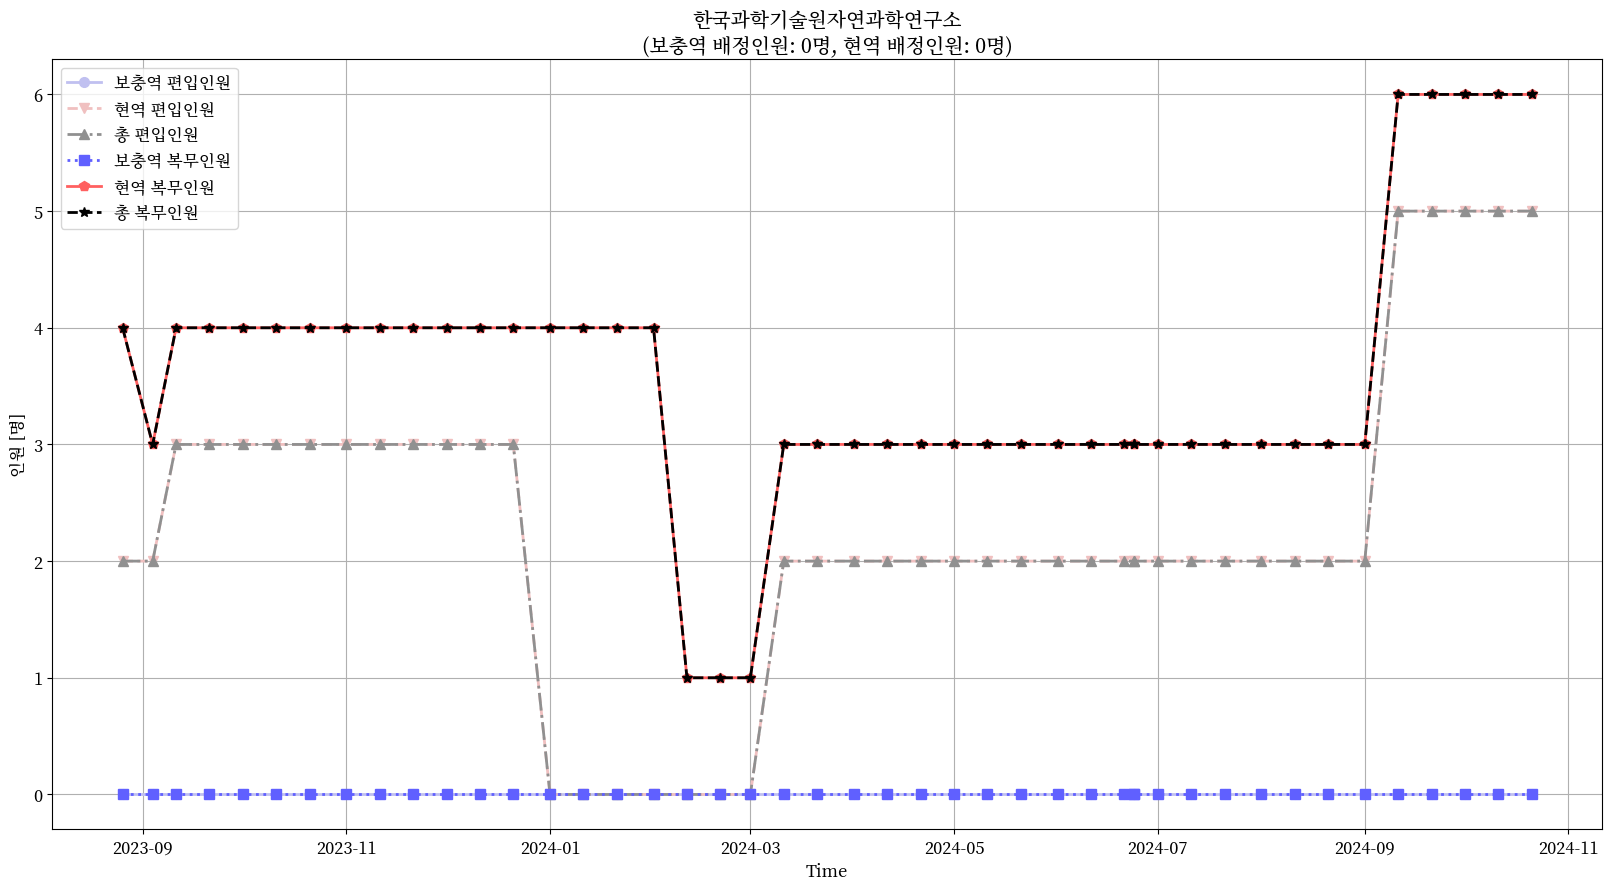 한국과학기술원자연과학연구소
(보충역 배정인원: 0명, 현역 배정인원: 0명)
보충역 편입인원
현역 편입인원
총 편입인원
보충역 복무인원
현역 복무인원
총 복무인원
인원 [명]
6
5
4
3
2
1
0
2023-09
2023-11
2024-01
2024-03
2024-05
2024-07
2024-09
2024-11
Time